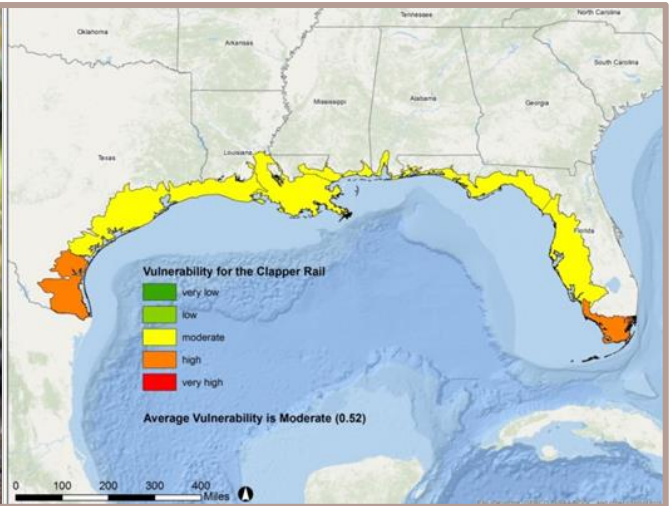 Tennessee
North Carolina
Oklahoma
Arkansas
South Carolina
Mississippi
Alabama
Georgia
Texas
Louisiana
Florida
Vulnerability for the Clapper Rail
very low
low
moderate
high
very high
Average Vulnerability is Moderate (0.52)
0 100 200 300 400
Miles